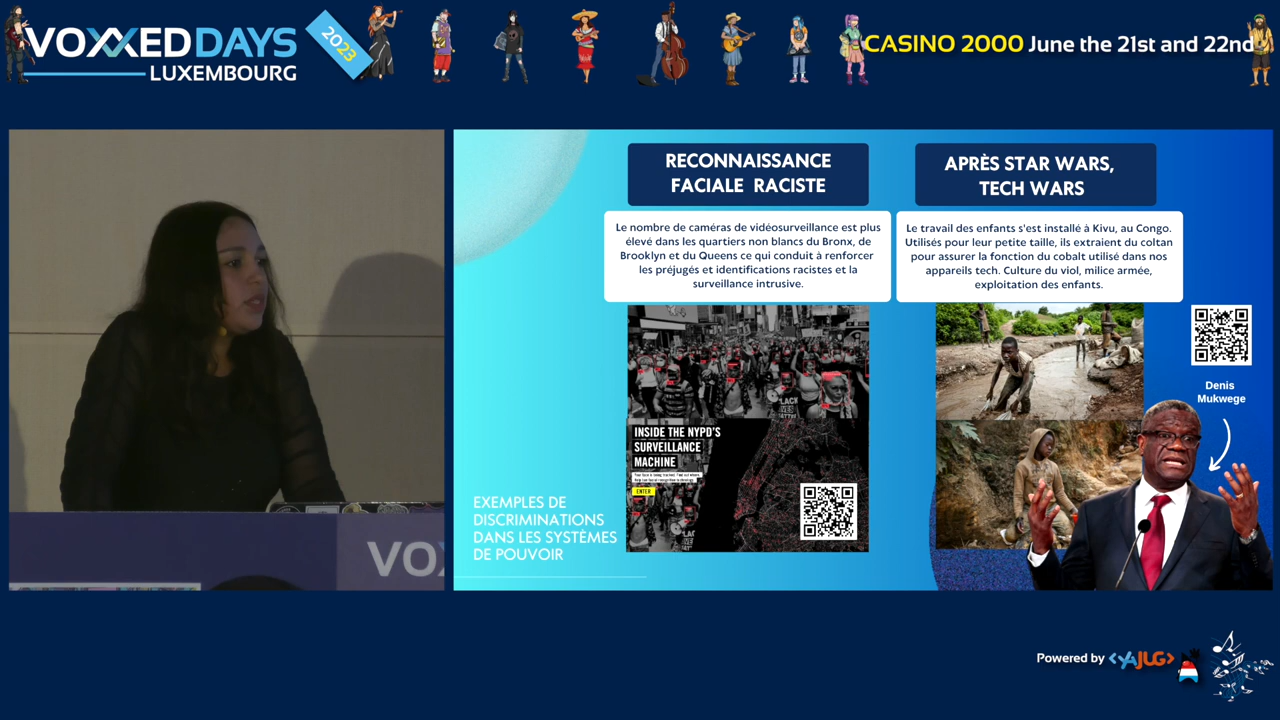 VOXXED DAYS
LUXEMBOURG
2023
CASINO 2000 June the 21st and 22nd
RECONNAISSANCE
FACIALE RACISTE
Le nombre de caméras de vidéosurveillance est plus
élevé dans les quartiers non blancs du Bronx, de
Brooklyn et du Queens ce qui conduit à renforcer
les préjugés et identifications racistes et la
surveillance intrusive.
APRÈS STAR WARS,
TECH WARS
Le travail des enfants s'est installé à Kivu, au Congo.
Utilisés pour leur petite taille, ils extraient du coltan
pour assurer la fonction du cobalt utilisé dans nos
appareils tech. Culture du viol, milice armée,
exploitation des enfants.
INSIDE THE NYPD'S
SURVEILLANCE
MACHINE
ENTER
Denis
Mukwege
EXEMPLES DE
DISCRIMINATIONS
DANS LES SYSTÈMES
DE POUVOIR
VOX
Powered by <YAJUG>